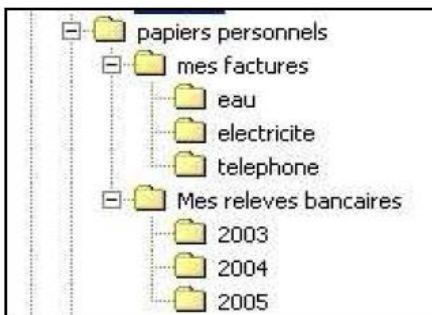 papiers personnels
mes factures
eau
electricite
telephone
Mes releves bancaires
2003
2004
2005